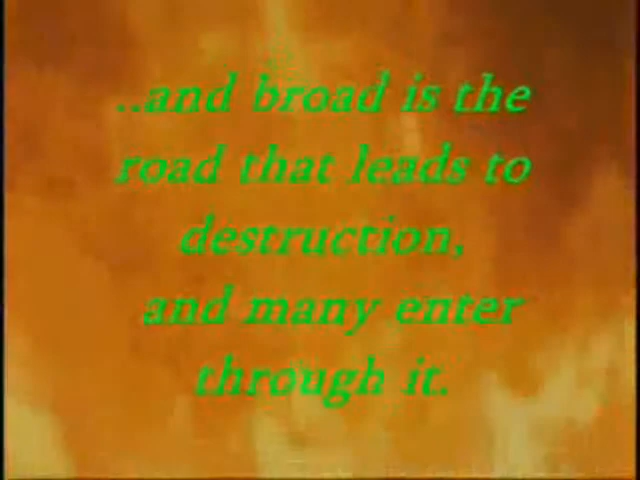 ..and broad is the
road that leads to
destruction,
and many enter
through it.